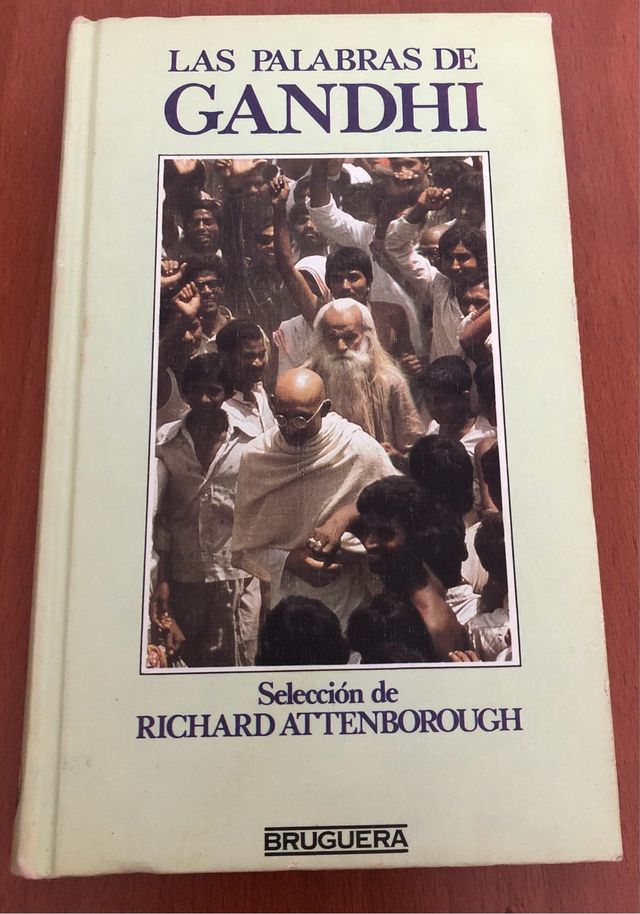 LAS PALABRAS DE
GANDHI
Selección de
RICHARD ATTENBOROUGH
BRUGUERA